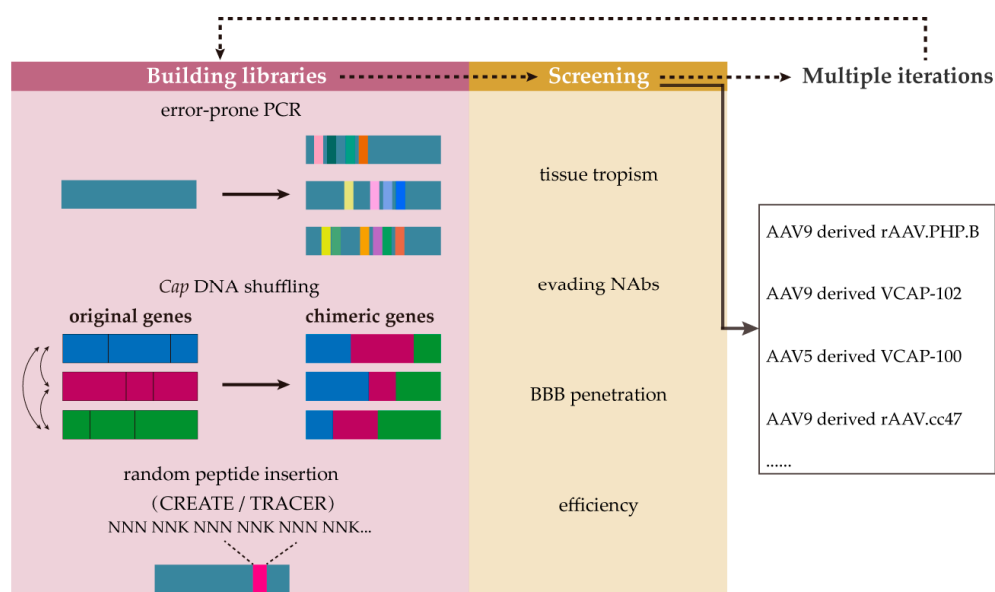 Building libraries
Screening
Multiple iterations
error-prone PCR
Cap DNA shuffling
original genes
chimeric genes
random peptide insertion
(CREATE / TRACER)
NNN NNK NNN NNK NNN NNK...
tissue tropism
evading NAbs
BBB penetration
efficiency
AAV9 derived rAAV.PHP.B
AAV9 derived VCAP-102
AAV5 derived VCAP-100
AAV9 derived rAAV.cc47
......